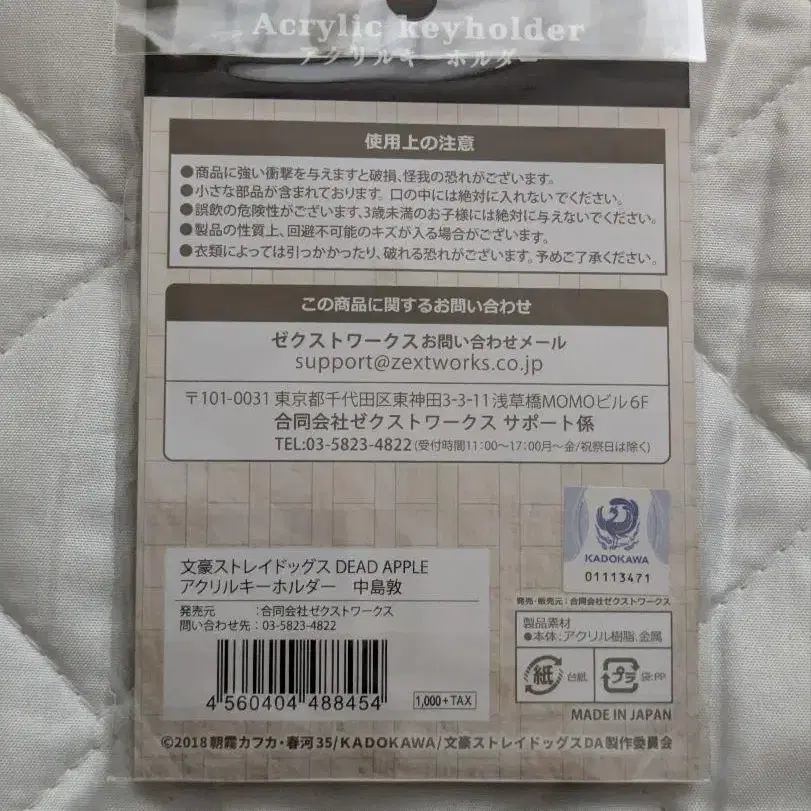 Acrylic keyholder
アクリルキーホルダー
使用上の注意
●商品に強い衝撃を与えますと破損、怪我の恐れがございます。
●小さな部品が含まれております。口の中には絶対に入れないでください。
●誤飲の危険性がございます、3歳未満のお子様には絶対に与えないでください。
●製品の性質上、回避不可能のキズが入る場合がございます。
●衣類によっては引っかかったり、破れる恐れがございます。予めご了承ください。
この商品に関するお問い合わせ
ゼクストワークスお問い合わせメール
support@zextworks.co.jp
〒101-0031 東京都千代田区東神田3-3-11 浅草橋MOMOビル6F
合同会社ゼクストワークス サポート係
TEL:03-5823-4822 (受付時間11:00〜17:00月〜金/祝祭日は除く)
KADOKAWA
01113471
文豪ストレイドッグス DEAD APPLE
アクリルキーホルダー 中島敦
発売元 :合同会社ゼクストワークス
問い合わせ先 : 03-5823-4822
4 560404 488454
1,000+TAX
発売・販売元 : 合同会社ゼクストワークス
製品素材
●本体:アクリル樹脂、金属
紙 台紙
プラ 袋:PP
MADE IN JAPAN
©2018 朝霧カフカ・春河35/KADOKAWA/文豪ストレイドッグスDA製作委員会